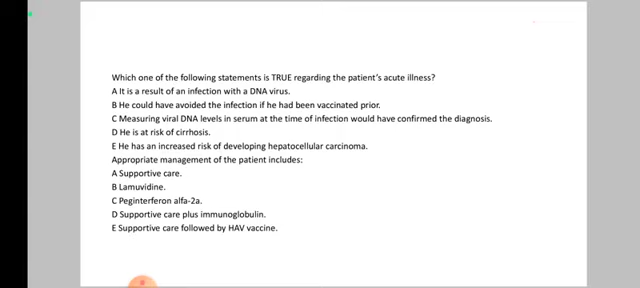 Which one of the following statements is TRUE regarding the patient's acute illness?
A It is a result of an infection with a DNA virus.
B He could have avoided the infection if he had been vaccinated prior.
C Measuring viral DNA levels in serum at the time of infection would have confirmed the diagnosis.
D He is at risk of cirrhosis.
E He has an increased risk of developing hepatocellular carcinoma.
Appropriate management of the patient includes:
A Supportive care.
B Lamuvidine.
C Peginterferon alfa-2a.
D Supportive care plus immunoglobulin.
E Supportive care followed by HAV vaccine.